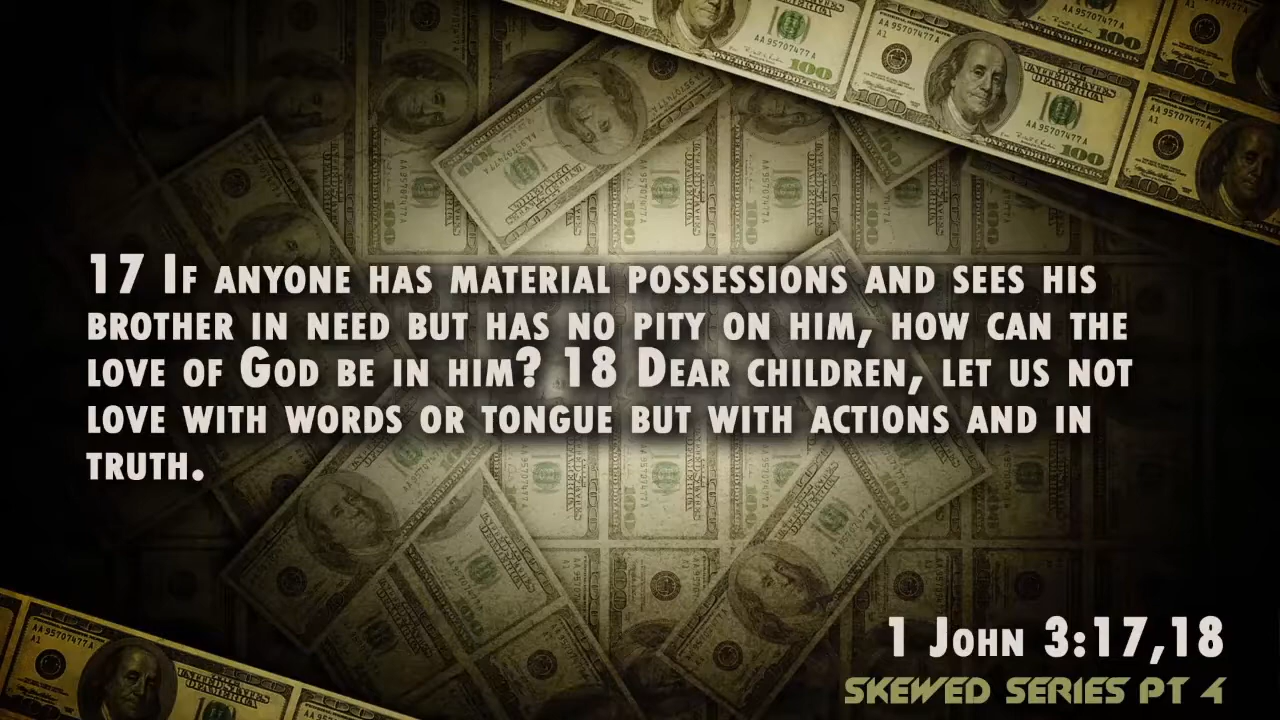 17 If anyone has material possessions and sees his
brother in need but has no pity on him, how can the
love of God be in him? 18 Dear children, let us not
love with words or tongue but with actions and in
truth.
1 John 3:17,18
SKEWED SERIES PT 4